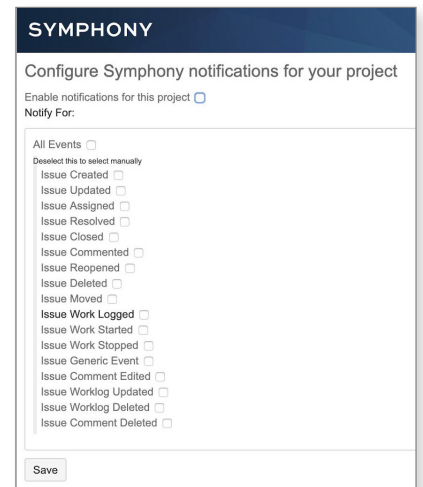 SYMPHONY
Configure Symphony notifications for your project
Enable notifications for this project
Notify For:
All Events
Deselect this to select manually
Issue Created
Issue Updated
Issue Assigned
Issue Resolved
Issue Closed
Issue Commented
Issue Reopened
Issue Deleted
Issue Moved
Issue Work Logged
Issue Work Started
Issue Work Stopped
Issue Generic Event
Issue Comment Edited
Issue Worklog Updated
Issue Worklog Deleted
Issue Comment Deleted
Save